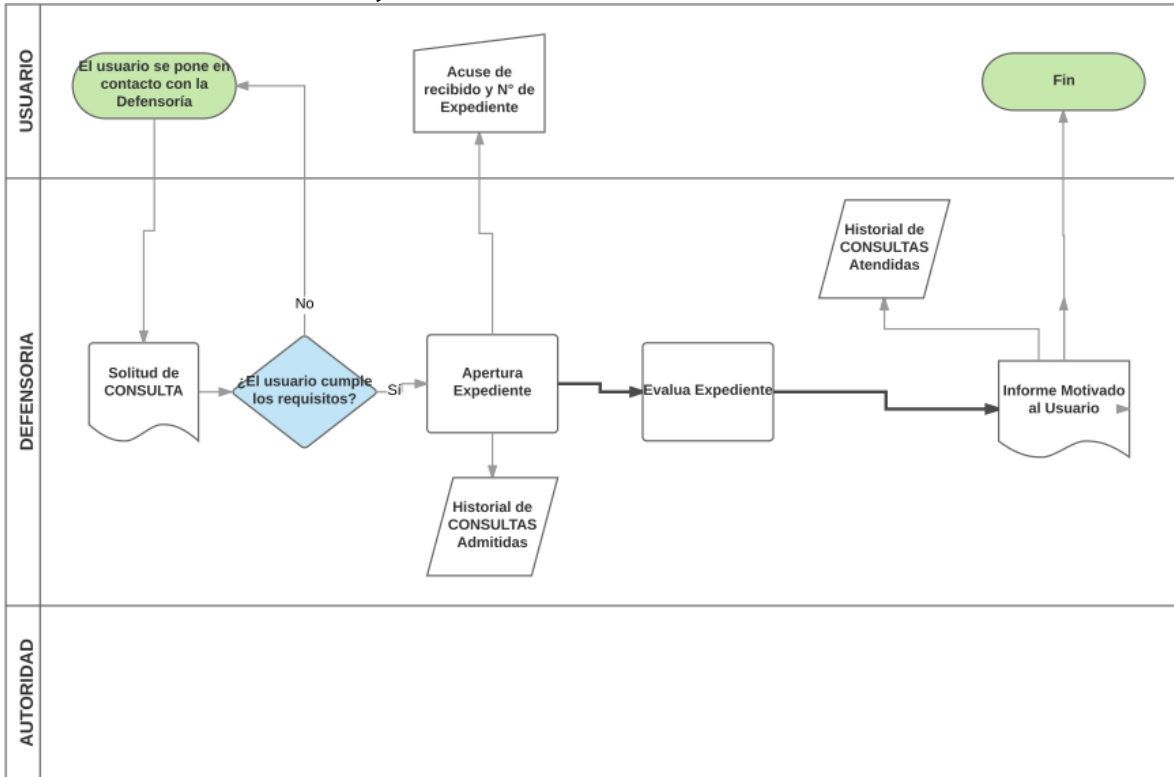 USUARIO
El usuario se pone en
contacto con la
Defensoría
Acuse de
recibido y N° de
Expediente
Fin
DEFENSORIA
Historial de
CONSULTAS
Atendidas
No
Solitud de
CONSULTA
¿El usuario cumple
los requisitos?
Sí
Apertura
Expediente
Evalua Expediente
Informe Motivado
al Usuario
Historial de
CONSULTAS
Admitidas
AUTORIDAD